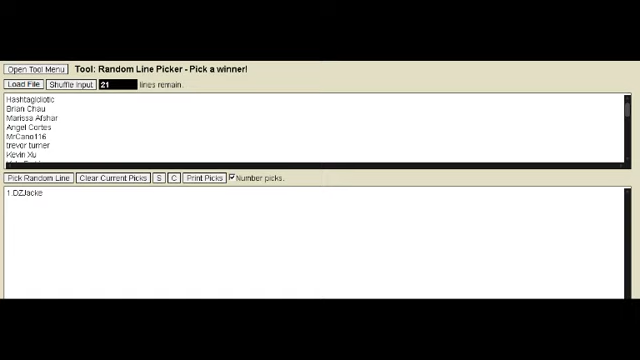 Open Tool Menu Tool: Random Line Picker - Pick a winner!
Load File Shuffle Input 21 lines remain.
Hashtagidiotic
Brian Chau
Marissa Afshar
Angel Cortes
MrCano116
trevor turner
Kevin Xu
Pick Random Line Clear Current Picks S C Print Picks Number picks.
1.DZJacke